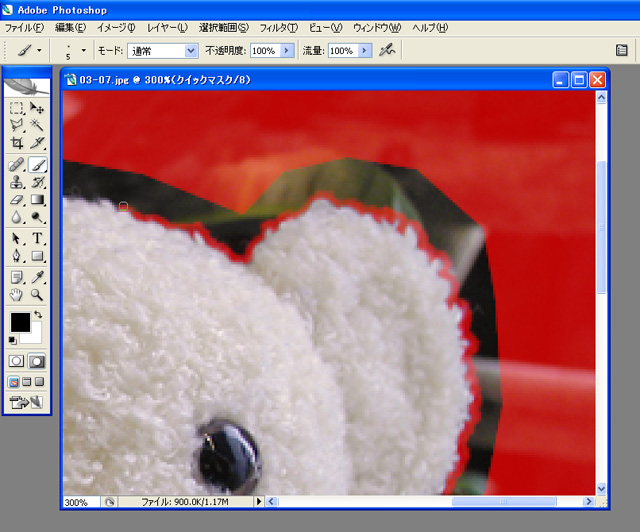 Adobe Photoshop
ファイル(F) 編集(E) イメージ(I) レイヤー(L) 選択範囲(S) フィルタ(T) ビュー(V) ウィンドウ(W) ヘルプ(H)
5 モード: 通常 不透明度: 100% 流量: 100%
03-07.jpg @ 300%(クイックマスク/8)
T
300% ファイル: 900.0K/1.17M